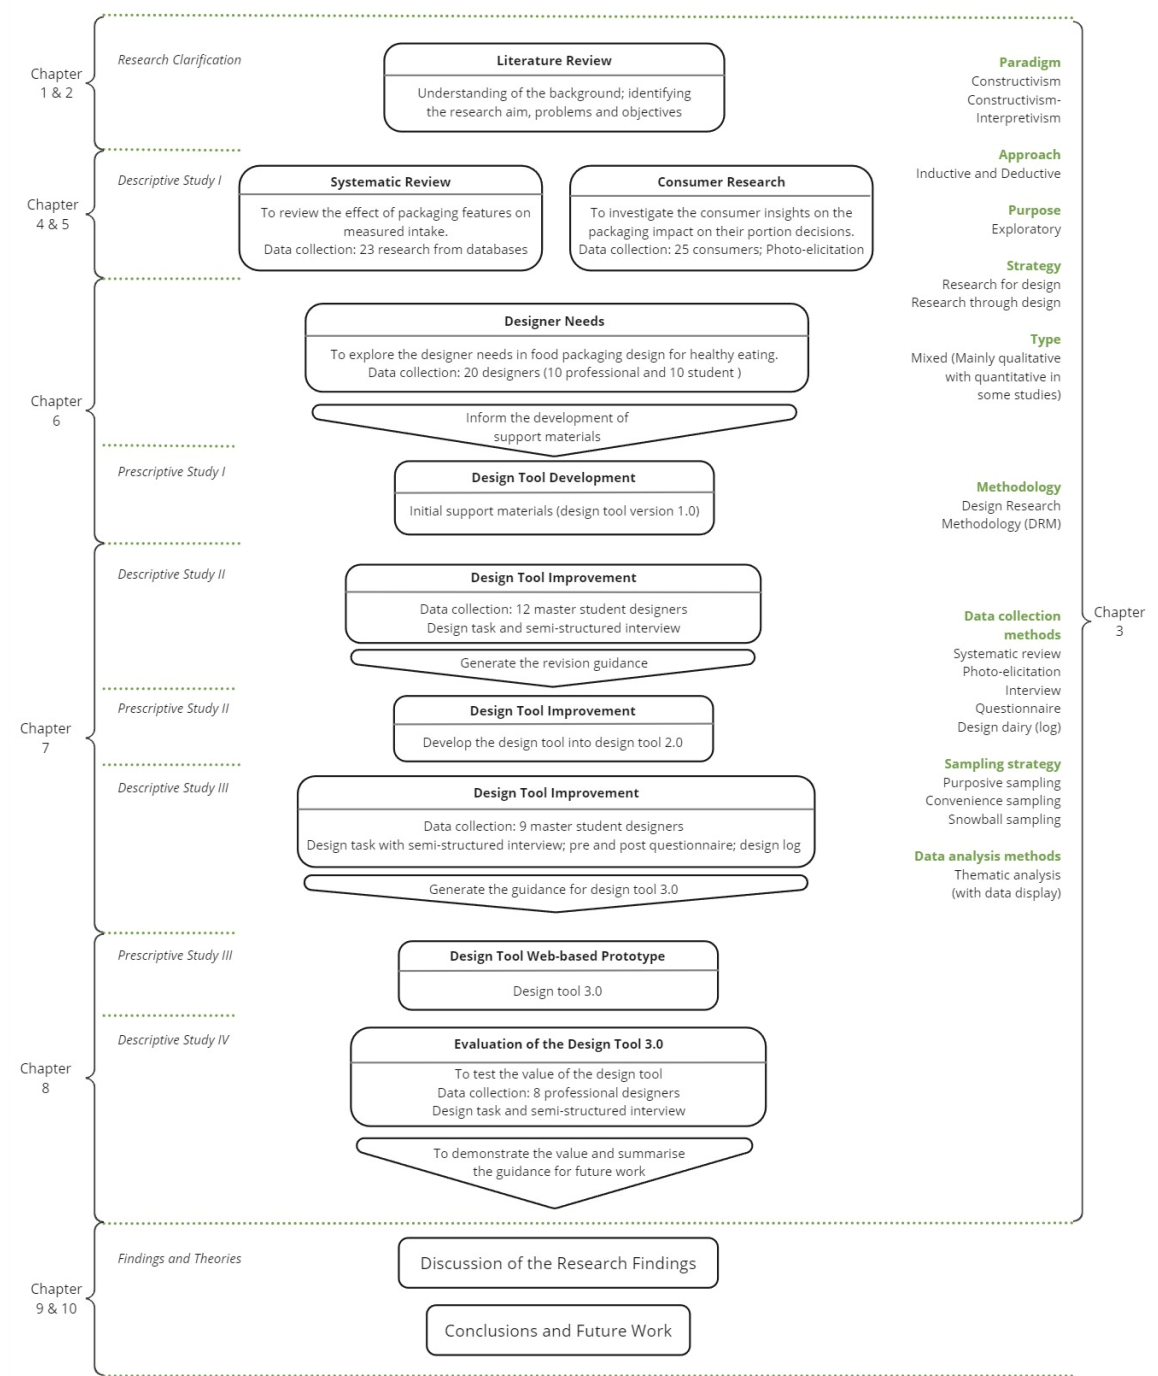 Chapter
1 & 2
Research Clarification
Literature Review
Understanding of the background; identifying
the research aim, problems and objectives
Chapter
4 & 5
Descriptive Study I
Systematic Review
To review the effect of packaging features on
measured intake.
Data collection: 23 research from databases
Consumer Research
To investigate the consumer insights on the
packaging impact on their portion decisions.
Data collection: 25 consumers; Photo-elicitation
Chapter
6
Designer Needs
To explore the designer needs in food packaging design for healthy eating.
Data collection: 20 designers (10 professional and 10 student )
Inform the development of
support materials
Prescriptive Study I
Design Tool Development
Initial support materials (design tool version 1.0)
Chapter
7
Descriptive Study II
Design Tool Improvement
Data collection: 12 master student designers
Design task and semi-structured interview
Generate the revision guidance
Prescriptive Study II
Design Tool Improvement
Develop the design tool into design tool 2.0
Descriptive Study III
Design Tool Improvement
Data collection: 9 master student designers
Design task with semi-structured interview; pre and post questionnaire; design log
Generate the guidance for design tool 3.0
Chapter
8
Prescriptive Study III
Design Tool Web-based Prototype
Design tool 3.0
Descriptive Study IV
Evaluation of the Design Tool 3.0
To test the value of the design tool
Data collection: 8 professional designers
Design task and semi-structured interview
To demonstrate the value and summarise
the guidance for future work
Chapter
9 & 10
Findings and Theories
Discussion of the Research Findings
Conclusions and Future Work
Paradigm
Constructivism
Constructivism-
Interpretivism
Approach
Inductive and Deductive
Purpose
Exploratory
Strategy
Research for design
Research through design
Type
Mixed (Mainly qualitative
with quantitative in
some studies)
Methodology
Design Research
Methodology (DRM)
Data collection
methods
Systematic review
Photo-elicitation
Interview
Questionnaire
Design dairy (log)
Sampling strategy
Purposive sampling
Convenience sampling
Snowball sampling
Data analysis methods
Thematic analysis
(with data display)
Chapter
3